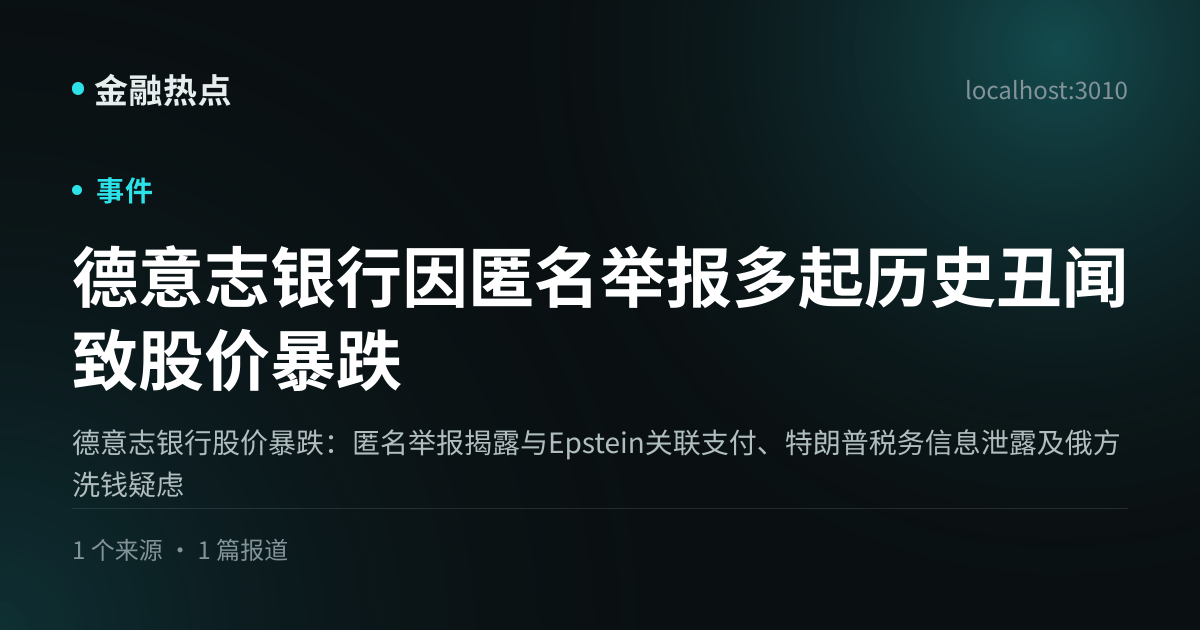 金融热点
localhost:3010
事件
德意志银行因匿名举报多起历史丑闻
致股价暴跌
德意志银行股价暴跌：匿名举报揭露与Epstein关联支付、特朗普税务信息泄露及俄方
洗钱疑虑
1 个来源 · 1 篇报道